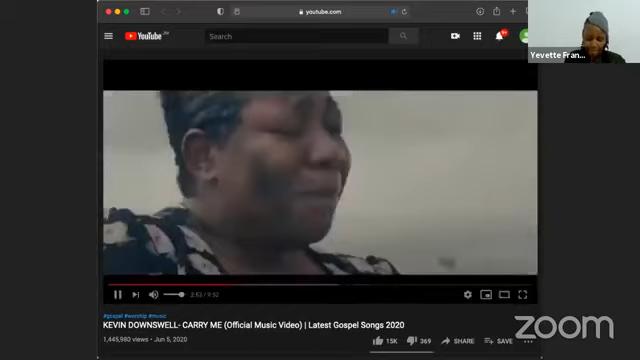 youtube.com
YouTube
Search
9+
Yevette Fran...
2:53 / 9:52
#gospel #worship #music
KEVIN DOWNSWELL- CARRY ME (Official Music Video) | Latest Gospel Songs 2020
1,445,980 views • Jun 5, 2020
15K
369
SHARE
SAVE
zoom